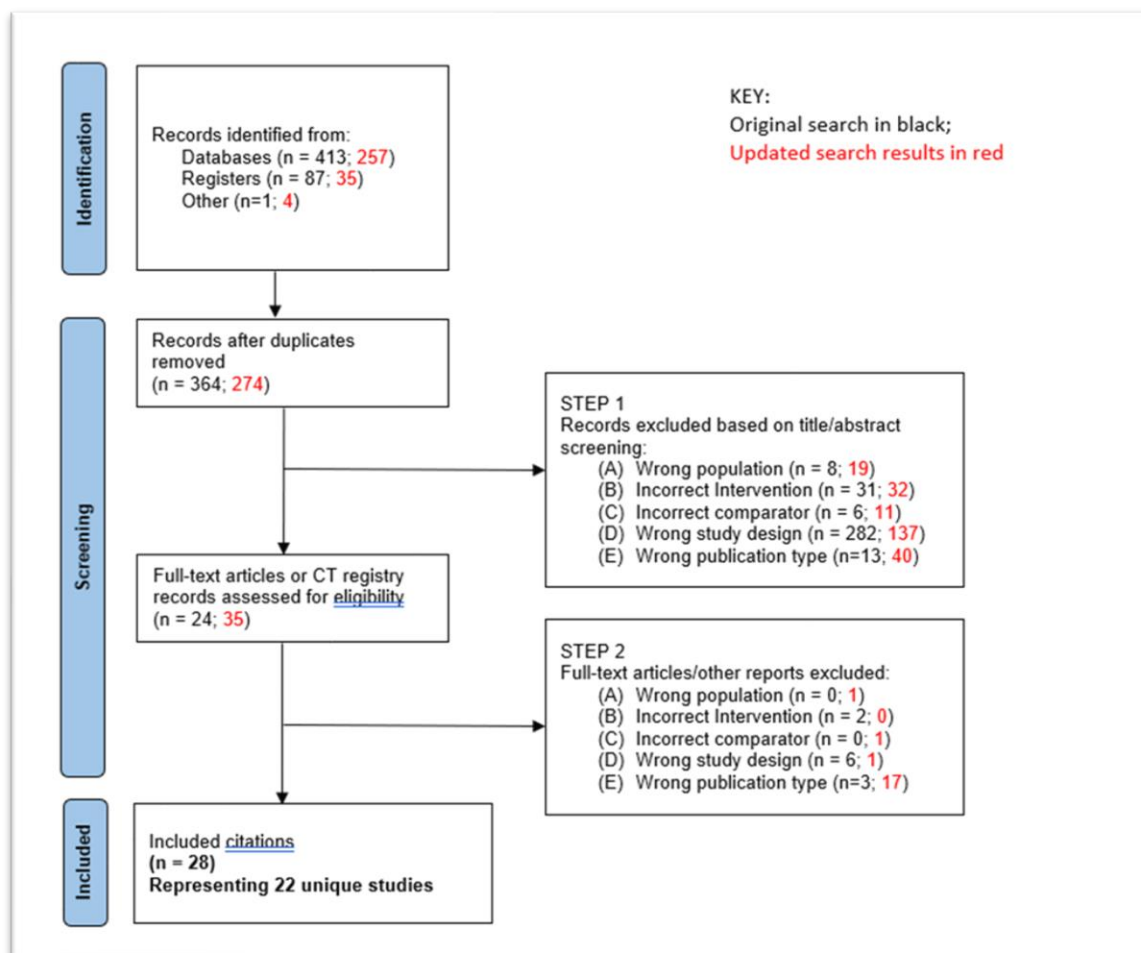 Identification
Records identified from:
Databases (n = 413; 257)
Registers (n = 87; 35)
Other (n=1; 4)
KEY:
Original search in black;
Updated search results in red
Screening
Records after duplicates
removed
(n = 364; 274)
STEP 1
Records excluded based on title/abstract
screening:
(A) Wrong population (n = 8; 19)
(B) Incorrect Intervention (n = 31; 32)
(C) Incorrect comparator (n = 6; 11)
(D) Wrong study design (n = 282; 137)
(E) Wrong publication type (n=13; 40)
Full-text articles or CT registry
records assessed for eligibility
(n = 24; 35)
STEP 2
Full-text articles/other reports excluded:
(A) Wrong population (n = 0; 1)
(B) Incorrect Intervention (n = 2; 0)
(C) Incorrect comparator (n = 0; 1)
(D) Wrong study design (n = 6; 1)
(E) Wrong publication type (n=3; 17)
Included
Included citations
(n = 28)
Representing 22 unique studies